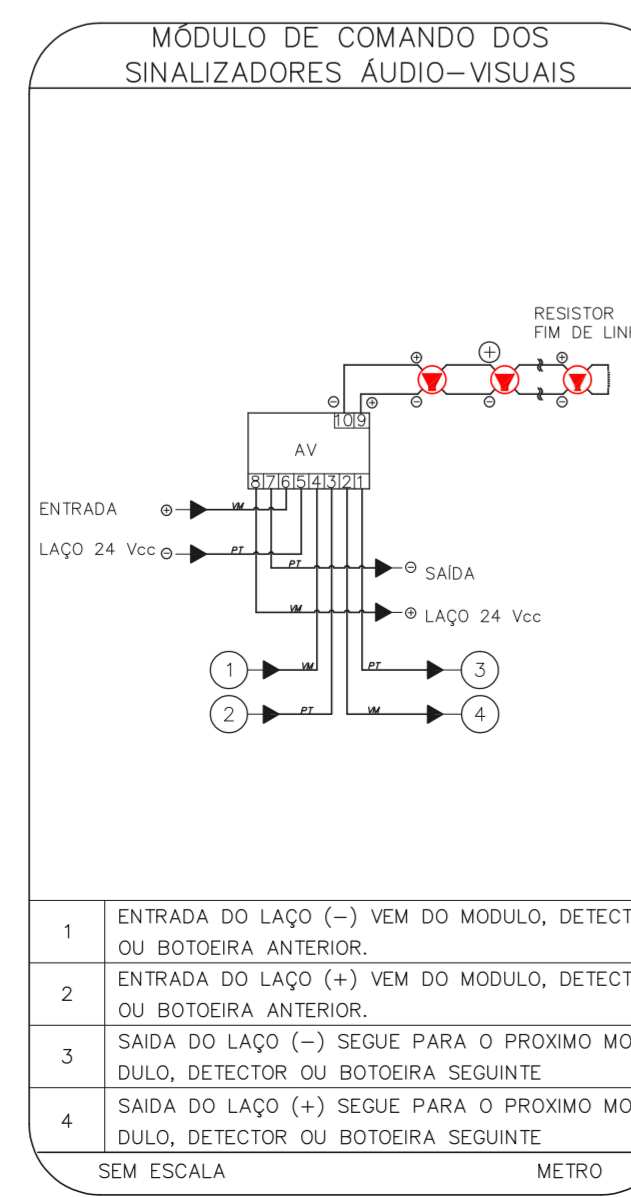 MÓDULO DE COMANDO DOS
SINALIZADORES ÁUDIO-VISUAIS
RESISTOR
FIM DE
⊕ ⊕ ⊕
⊖ ⊖ ⊖
⊖ ⊕
10 9
AV
8 7 6 5 4 3 2 1
ENTRADA ⊕ VM
LAÇO 24 Vcc ⊖ PT
PT ⊖ SAÍDA
VM ⊕ LAÇO 24 Vcc
1 VM PT 3
2 PT VM 4
1 ENTRADA DO LAÇO (-) VEM DO MODULO,
OU BOTOEIRA ANTERIOR.
2 ENTRADA DO LAÇO (+) VEM DO MODULO,
OU BOTOEIRA ANTERIOR.
3 SAIDA DO LAÇO (-) SEGUE PARA O PROXIMO MO
DULO, DETECTOR OU BOTOEIRA SEGUINTE
4 SAIDA DO LAÇO (+) SEGUE PARA O PROXIMO MO
DULO, DETECTOR OU BOTOEIRA SEGUINTE
SEM ESCALA METRO